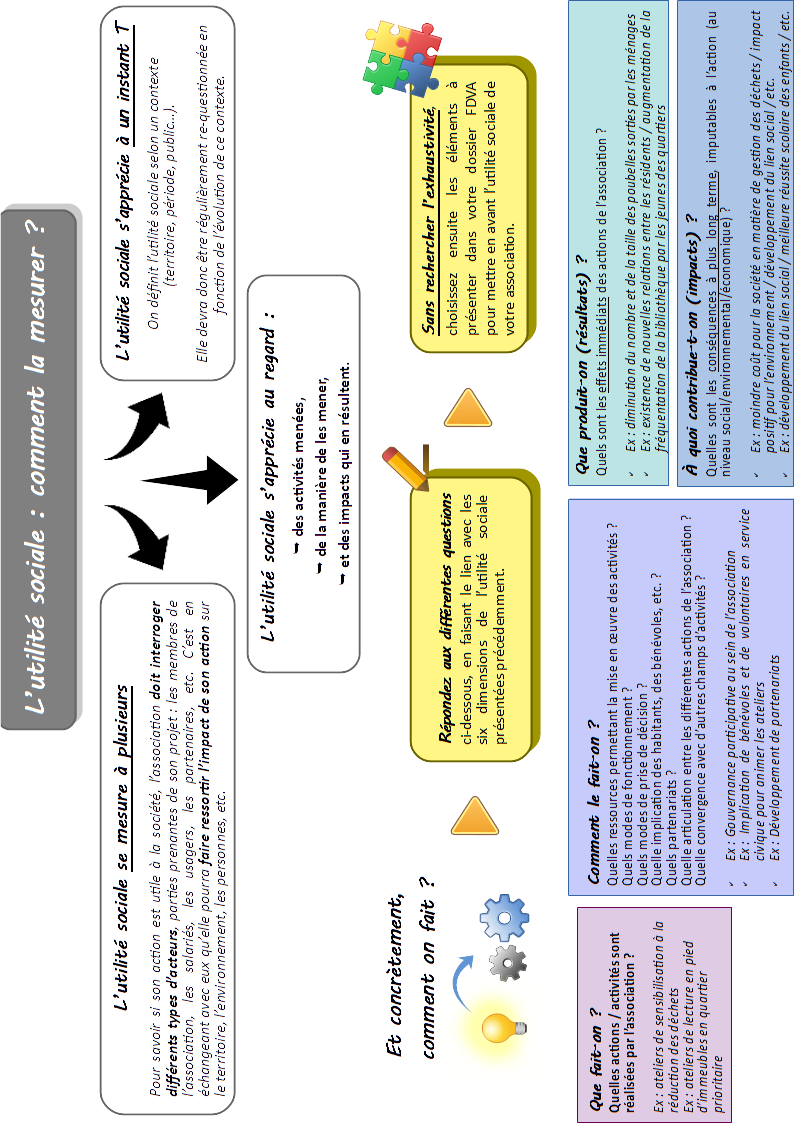 L'utilité sociale : comment la mesurer ?
L'utilité sociale se mesure à plusieurs
Pour savoir si son action est utile à la société, l'association doit interroger
différents types d'acteurs, parties prenantes de son projet : les membres de
l'association, les salariés, les usagers, les partenaires, etc. C'est en
échangeant avec eux qu'elle pourra faire ressortir l'impact de son action sur
le territoire, l'environnement, les personnes, etc.
L'utilité sociale s'apprécie à un instant T
On définit l'utilité sociale selon un contexte
(territoire, période, public...).
Elle devra donc être régulièrement re-questionnée en
fonction de l'évolution de ce contexte.
L'utilité sociale s'apprécie au regard :
des activités menées,
de la manière de les mener,
et des impacts qui en résultent.
Et concrètement,
comment on fait ?
Répondez aux différentes questions
ci-dessous, en faisant le lien avec les
six dimensions de l'utilité sociale
présentées précédemment.
Sans rechercher l'exhaustivité,
choisissez ensuite les éléments à
présenter dans votre dossier FDVA
pour mettre en avant l'utilité sociale de
votre association.
Que fait-on ?
Quelles actions / activités sont
réalisées par l'association ?
Ex : ateliers de sensibilisation à la
réduction des déchets
Ex : ateliers de lecture en pied
d'immeubles en quartier
prioritaire
Comment le fait-on ?
Quelles ressources permettant la mise en œuvre des activités ?
Quels modes de fonctionnement ?
Quels modes de prise de décision ?
Quelle implication des habitants, des bénévoles, etc. ?
Quels partenariats ?
Quelle articulation entre les différentes actions de l'association ?
Quelle convergence avec d'autres champs d'activités ?
✓ Ex : Gouvernance participative au sein de l'association
✓ Ex : Implication de bénévoles et de volontaires en service
civique pour animer les ateliers
✓ Ex : Développement de partenariats
Que produit-on (résultats) ?
Quels sont les effets immédiats des actions de l'association ?
✓ Ex : diminution du nombre et de la taille des poubelles sorties par les ménages
✓ Ex : existence de nouvelles relations entre les résidents / augmentation de la
fréquentation de la bibliothèque par les jeunes des quartiers
À quoi contribue-t-on (impacts) ?
Quelles sont les conséquences à plus long terme, imputables à l'action (au
niveau social/environnemental/économique) ?
✓ Ex : moindre coût pour la société en matière de gestion des déchets / impact
positif pour l'environnement / développement du lien social / etc.
✓ Ex : développement du lien social / meilleure réussite scolaire des enfants / etc.